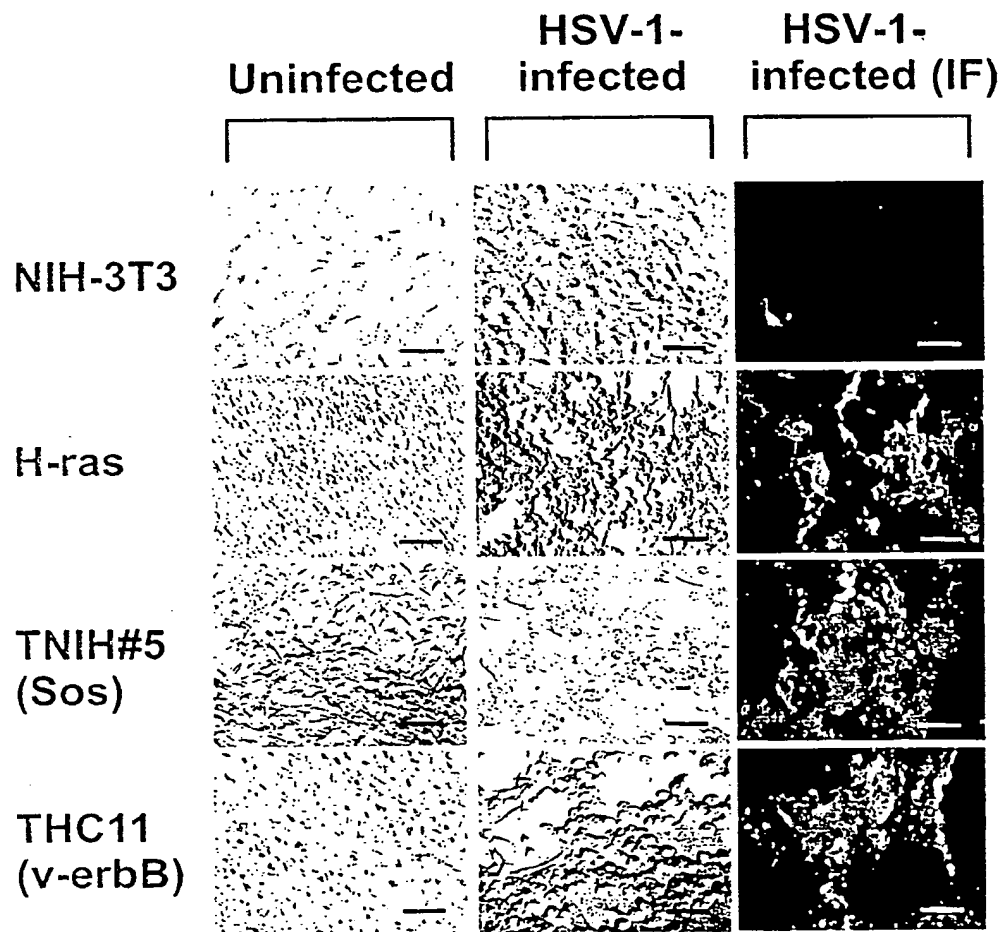 Uninfected
HSV-1-
infected
HSV-1-
infected (IF)
NIH-3T3
H-ras
TNIH#5
(Sos)
THC11
(v-erbB)